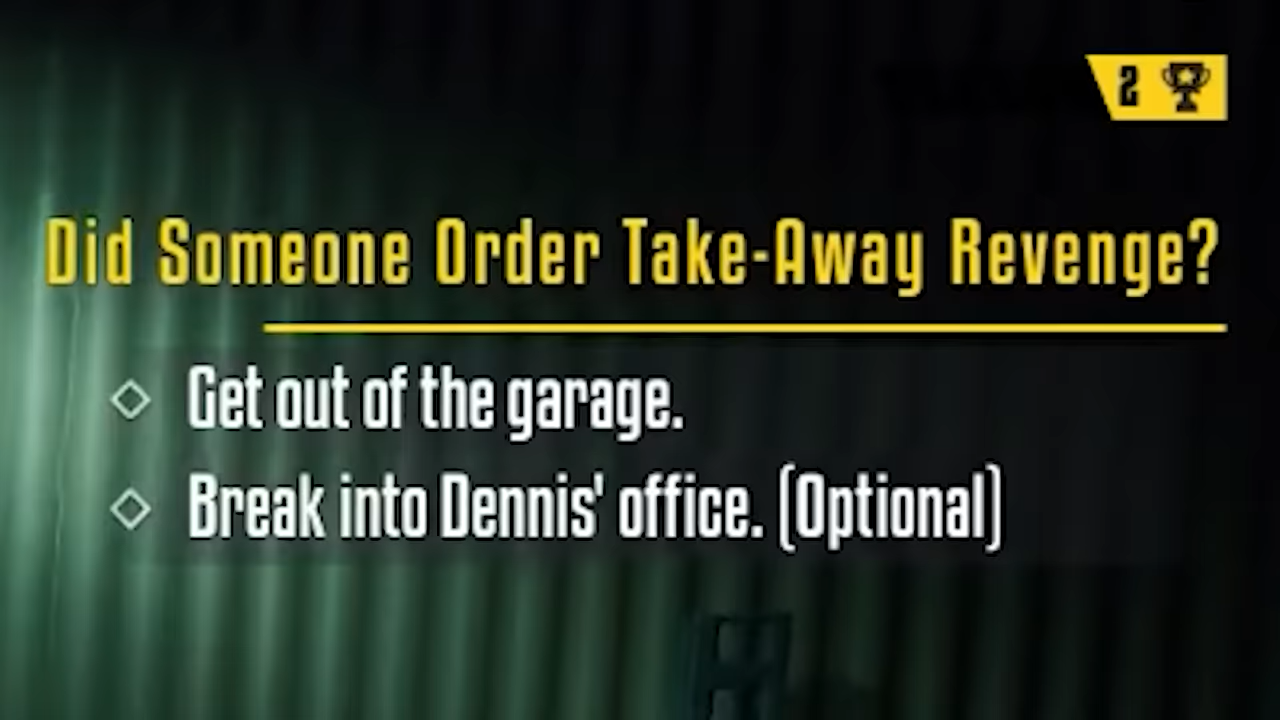 2
Did Someone Order Take-Away Revenge?
Get out of the garage.
Break into Dennis' office. (Optional)